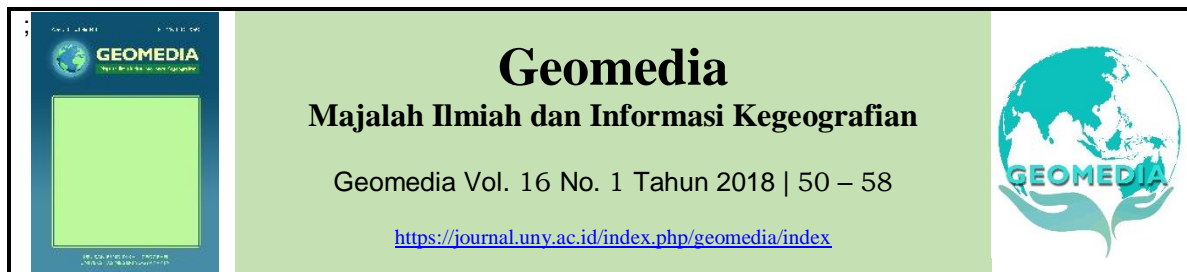 ;
GEOMEDIA
Geomedia
Majalah Ilmiah dan Informasi Kegeografian
Geomedia Vol. 16 No. 1 Tahun 2018 | 50 – 58
https://journal.uny.ac.id/index.php/geomedia/index
GEOMEDIA